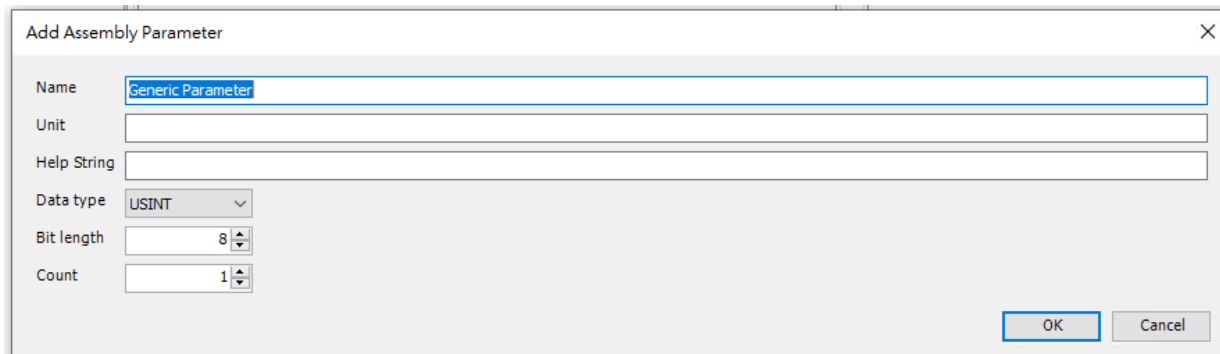 Add Assembly Parameter
Name Generic Parameter
Unit
Help String
Data type USINT
Bit length 8
Count 1
OK Cancel